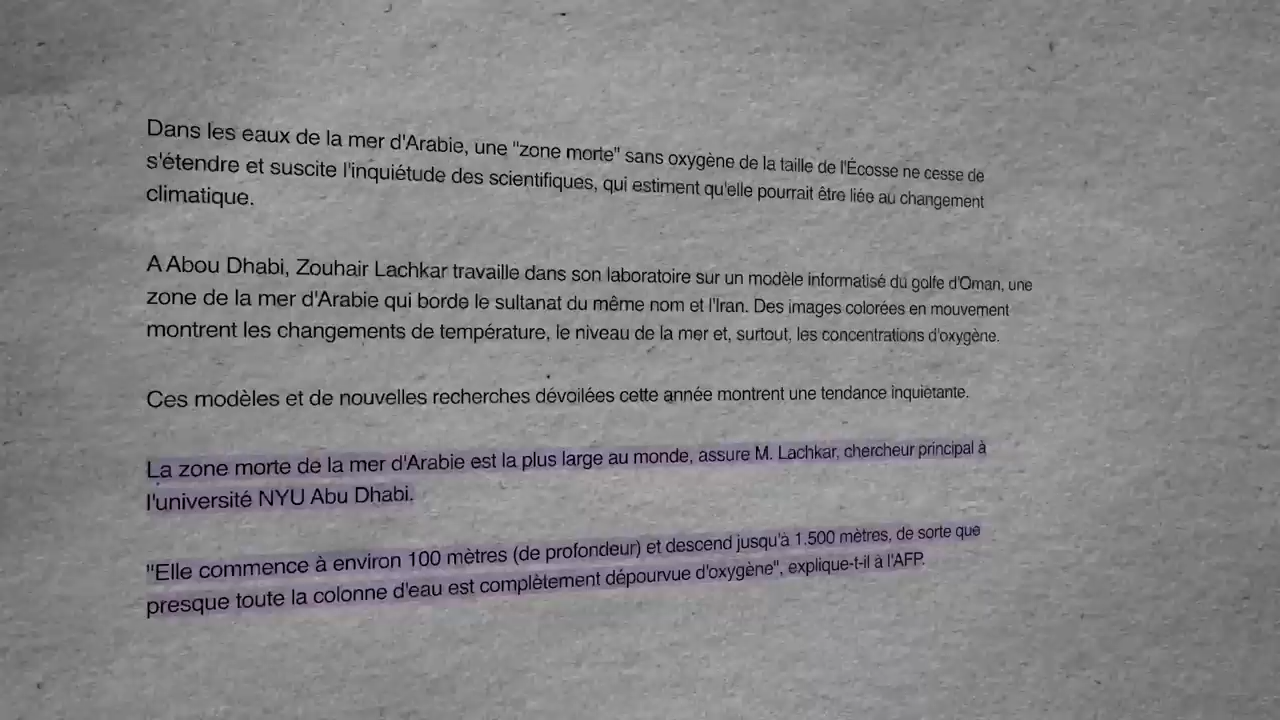 Dans les eaux de la mer d'Arabie, une "zone morte" sans oxygène de la taille de l'Écosse ne cesse de
s'étendre et suscite l'inquiétude des scientifiques, qui estiment qu'elle pourrait être liée au changement
climatique.
A Abou Dhabi, Zouhair Lachkar travaille dans son laboratoire sur un modèle informatisé du golfe d'Oman, une
zone de la mer d'Arabie qui borde le sultanat du même nom et l'Iran. Des images colorées en mouvement
montrent les changements de température, le niveau de la mer et, surtout, les concentrations d'oxygène.
Ces modèles et de nouvelles recherches dévoilées cette année montrent une tendance inquiétante.
La zone morte de la mer d'Arabie est la plus large au monde, assure M. Lachkar, chercheur principal à
l'université NYU Abu Dhabi.
"Elle commence à environ 100 mètres (de profondeur) et descend jusqu'à 1.500 mètres, de sorte que
presque toute la colonne d'eau est complètement dépourvue d'oxygène", explique-t-il à l'AFP.